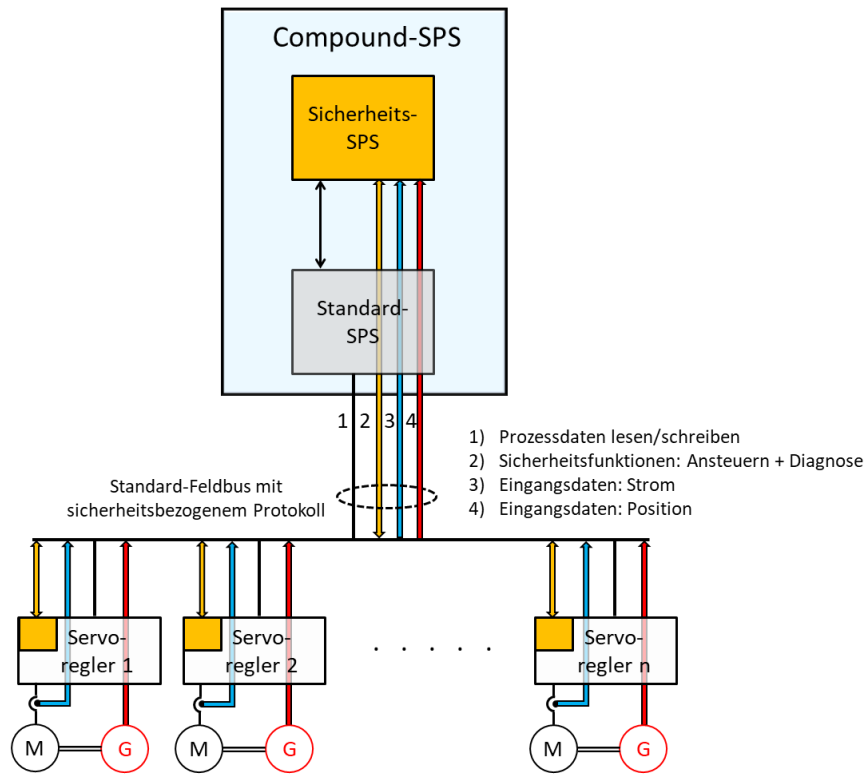 Compound-SPS
Sicherheits-
SPS
Standard-
SPS
1 2 3 4
1) Prozessdaten lesen/schreiben
2) Sicherheitsfunktionen: Ansteuern + Diagnose
3) Eingangsdaten: Strom
4) Eingangsdaten: Position
Standard-Feldbus mit
sicherheitsbezogenem Protokoll
Servo-
regler 1
Servo-
regler 2
. . . . .
Servo-
regler n
M G
M G
M G